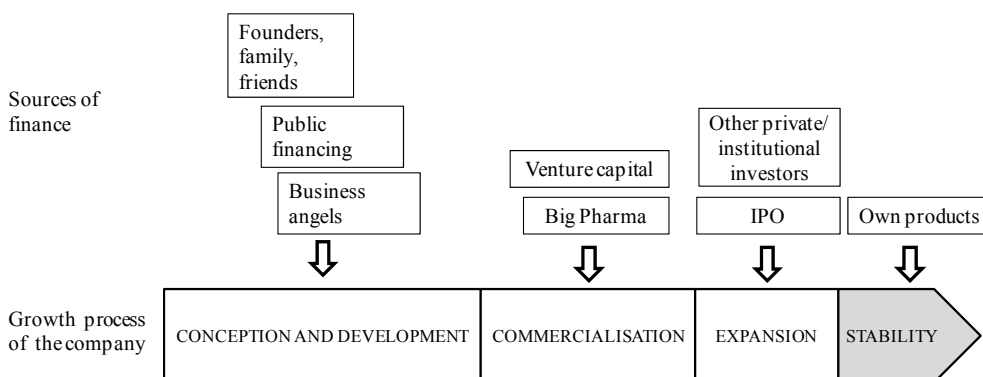 Founders,
family,
friends
Sources of
finance
Public
financing
Business
angels
Venture capital
Big Pharma
Other private/
institutional
investors
IPO
Own products
Growth process
of the company
CONCEPTION AND DEVELOPMENT
COMMERCIALISATION
EXPANSION
STABILITY